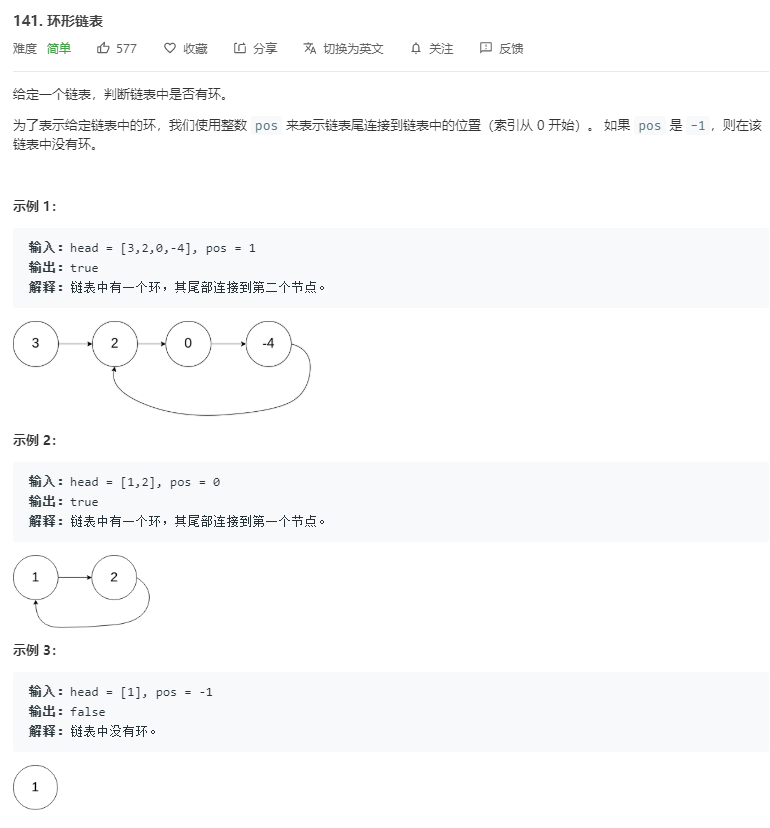 141. 环形链表
难度 简单 577 收藏 分享 切换为英文 关注 反馈
给定一个链表，判断链表中是否有环。
为了表示给定链表中的环，我们使用整数 pos 来表示链表尾连接到链表中的位置（索引从 0 开始）。 如果 pos 是 -1，则在该
链表中没有环。
示例 1：
输入：head = [3,2,0,-4], pos = 1
输出：true
解释：链表中有一个环，其尾部连接到第二个节点。
3 2 0 -4
示例 2：
输入：head = [1,2], pos = 0
输出：true
解释：链表中有一个环，其尾部连接到第一个节点。
1 2
示例 3：
输入：head = [1], pos = -1
输出：false
解释：链表中没有环。
1